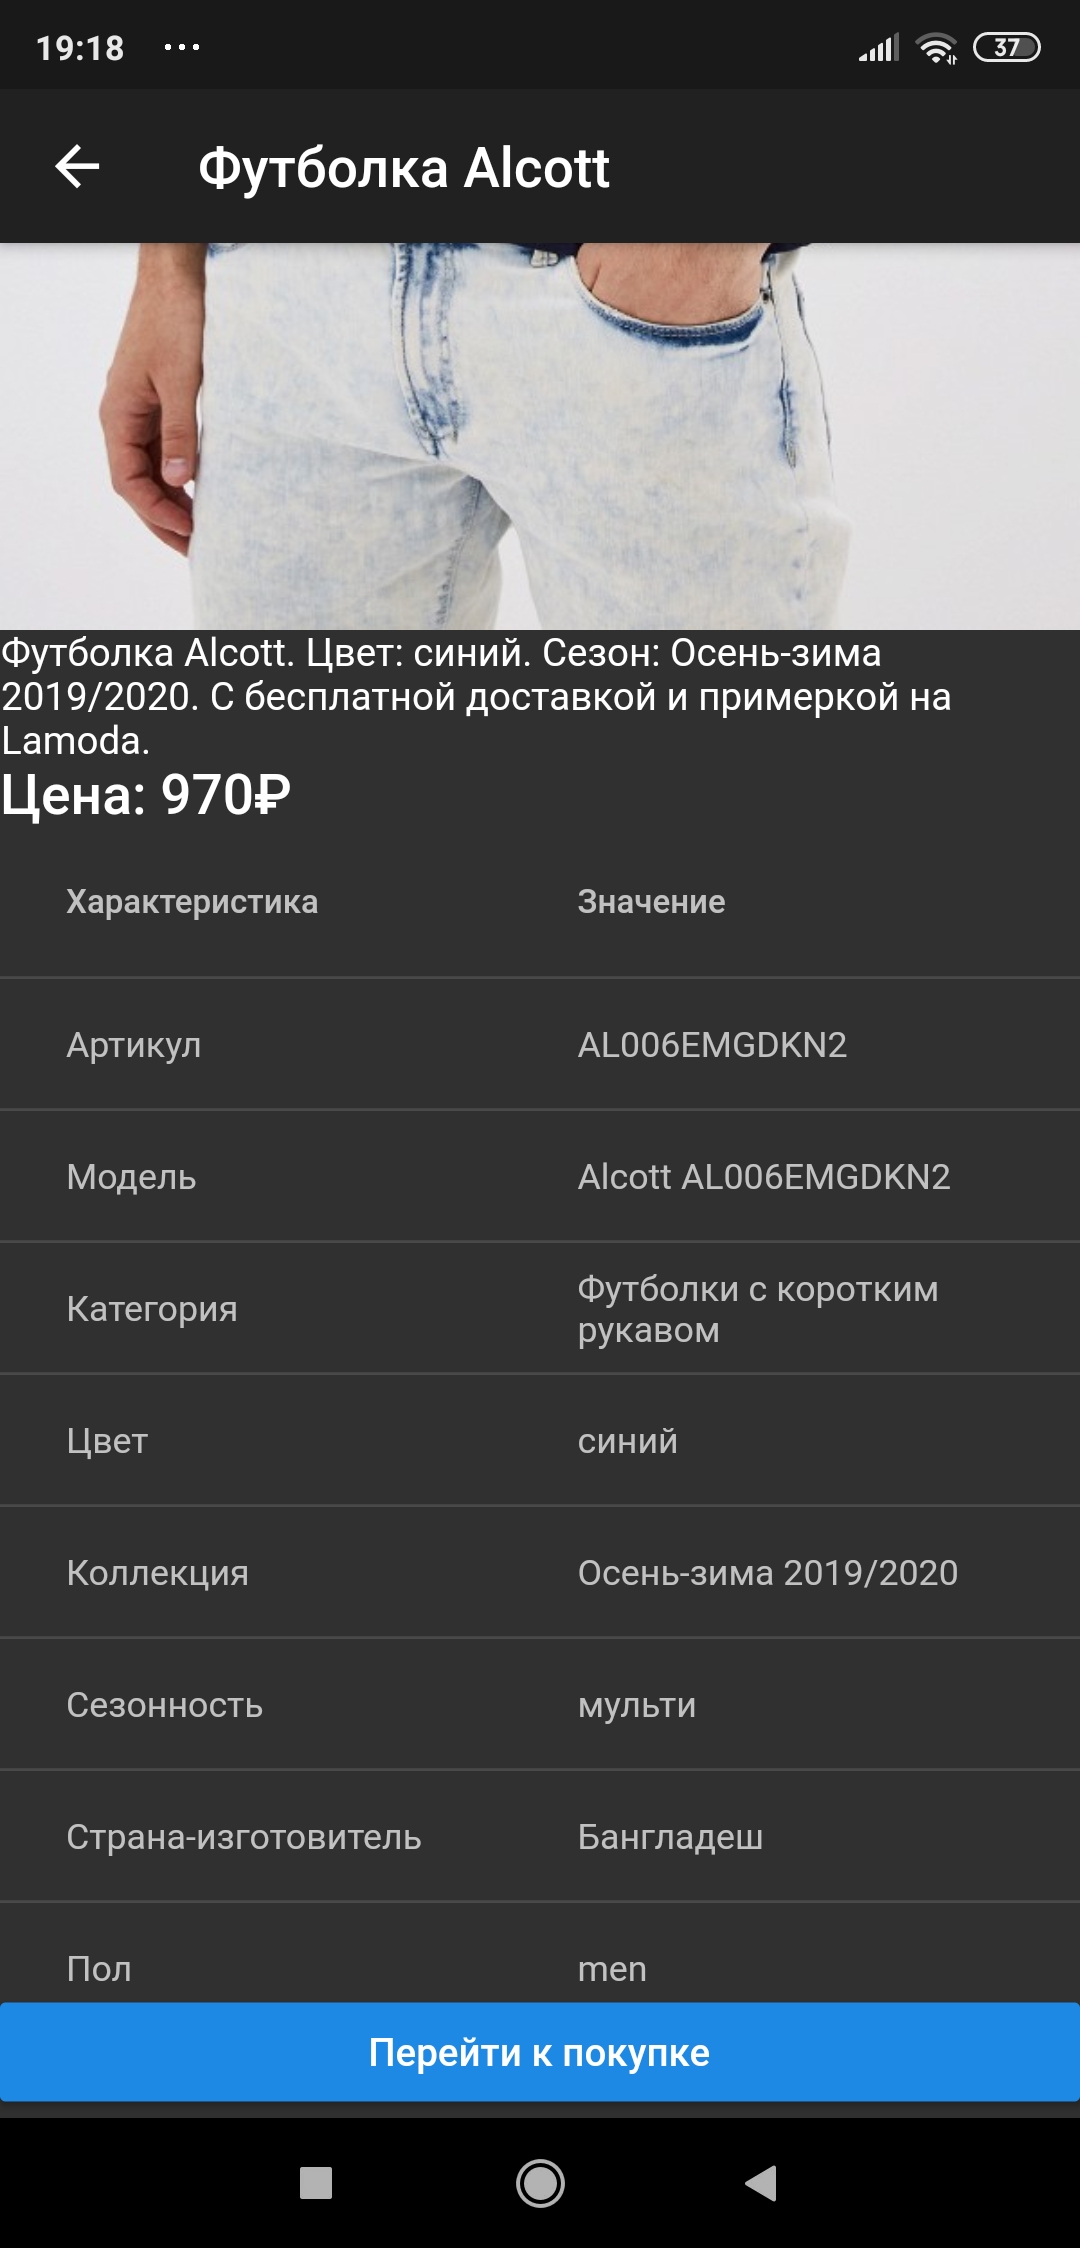 19:18 ... 37
Футболка Alcott
Футболка Alcott. Цвет: синий. Сезон: Осень-зима
2019/2020. С бесплатной доставкой и примеркой на
Lamoda.
Цена: 970₽
Характеристика Значение
Артикул AL006EMGDKN2
Модель Alcott AL006EMGDKN2
Категория Футболки с коротким
рукавом
Цвет синий
Коллекция Осень-зима 2019/2020
Сезонность мульти
Страна-изготовитель Бангладеш
Пол men
Перейти к покупке